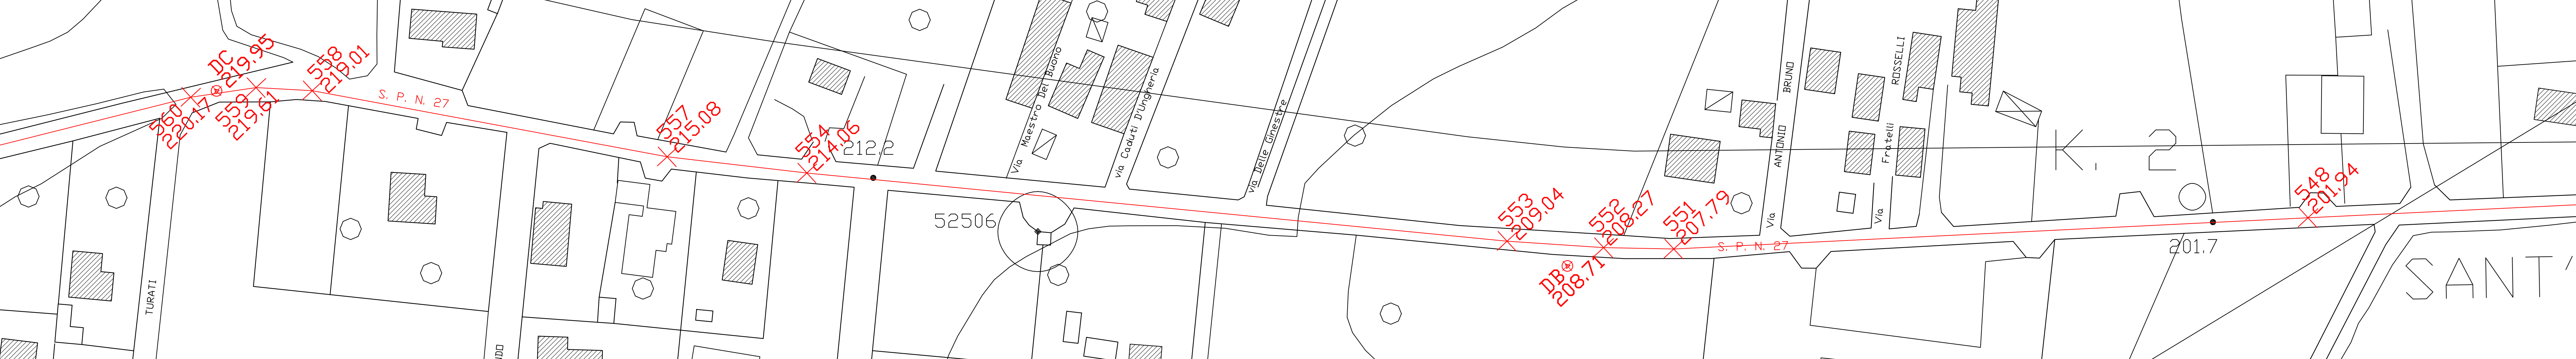 DC
219.95
558
219.01
560
220.17
559
219.61
S. P. N. 27
557
215.08
554
214.06
212.2
Via Maestro Del Buono
via Caduti D'Ungheria
via Delle Ginestre
52506
553
209.04
552
208.27
551
207.79
DB
208.71
S. P. N. 27
Via ANTONIO BRUNO
Via Fratelli ROSSELLI
K. 2
548
201.94
201.7
SANT'
TURATI